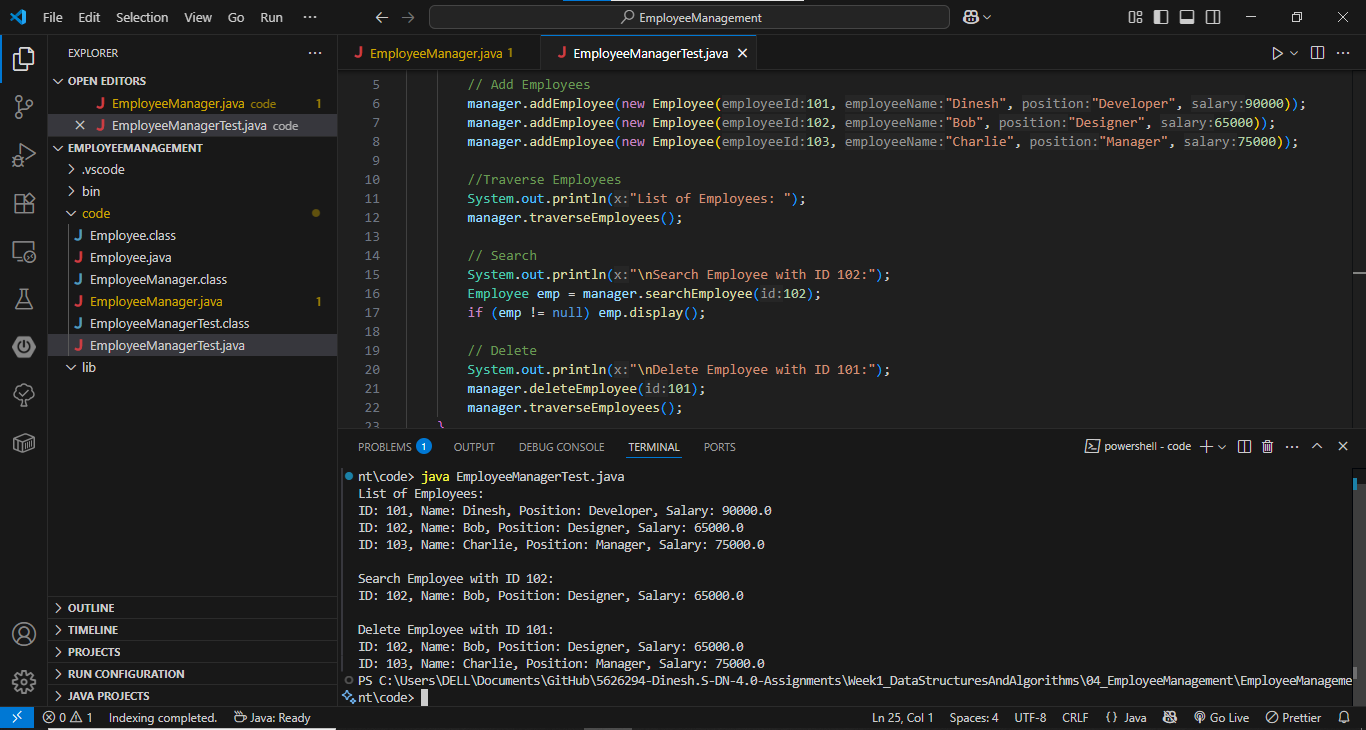 File Edit Selection View Go Run ··· EmployeeManagement
EXPLORER ···
OPEN EDITORS
EmployeeManager.java code 1
EmployeeManagerTest.java code
EMPLOYEEMANAGEMENT
.vscode
bin
code
Employee.class
Employee.java
EmployeeManager.class
EmployeeManager.java 1
EmployeeManagerTest.class
EmployeeManagerTest.java
lib
OUTLINE
TIMELINE
PROJECTS
RUN CONFIGURATION
JAVA PROJECTS
EmployeeManager.java 1 EmployeeManagerTest.java
5 // Add Employees
6 manager.addEmployee(new Employee(employeeId:101, employeeName:"Dinesh", position:"Developer", salary:90000));
7 manager.addEmployee(new Employee(employeeId:102, employeeName:"Bob", position:"Designer", salary:65000));
8 manager.addEmployee(new Employee(employeeId:103, employeeName:"Charlie", position:"Manager", salary:75000));
9
10 //Traverse Employees
11 System.out.println(x:"List of Employees: ");
12 manager.traverseEmployees();
13
14 // Search
15 System.out.println(x:"\nSearch Employee with ID 102:");
16 Employee emp = manager.searchEmployee(id:102);
17 if (emp != null) emp.display();
18
19 // Delete
20 System.out.println(x:"\nDelete Employee with ID 101:");
21 manager.deleteEmployee(id:101);
22 manager.traverseEmployees();
23 }
PROBLEMS 1 OUTPUT DEBUG CONSOLE TERMINAL PORTS powershell - code
nt\code> java EmployeeManagerTest.java
List of Employees:
ID: 101, Name: Dinesh, Position: Developer, Salary: 90000.0
ID: 102, Name: Bob, Position: Designer, Salary: 65000.0
ID: 103, Name: Charlie, Position: Manager, Salary: 75000.0
Search Employee with ID 102:
ID: 102, Name: Bob, Position: Designer, Salary: 65000.0
Delete Employee with ID 101:
ID: 102, Name: Bob, Position: Designer, Salary: 65000.0
ID: 103, Name: Charlie, Position: Manager, Salary: 75000.0
PS C:\Users\DELL\Documents\GitHub\5626294-Dinesh.S-DN-4.0-Assignments\Week1_DataStructuresAndAlgorithms\04_EmployeeManagement\EmployeeManageme
nt\code>
0 1 Indexing completed. Java: Ready Ln 25, Col 1 Spaces: 4 UTF-8 CRLF {} Java Go Live Prettier